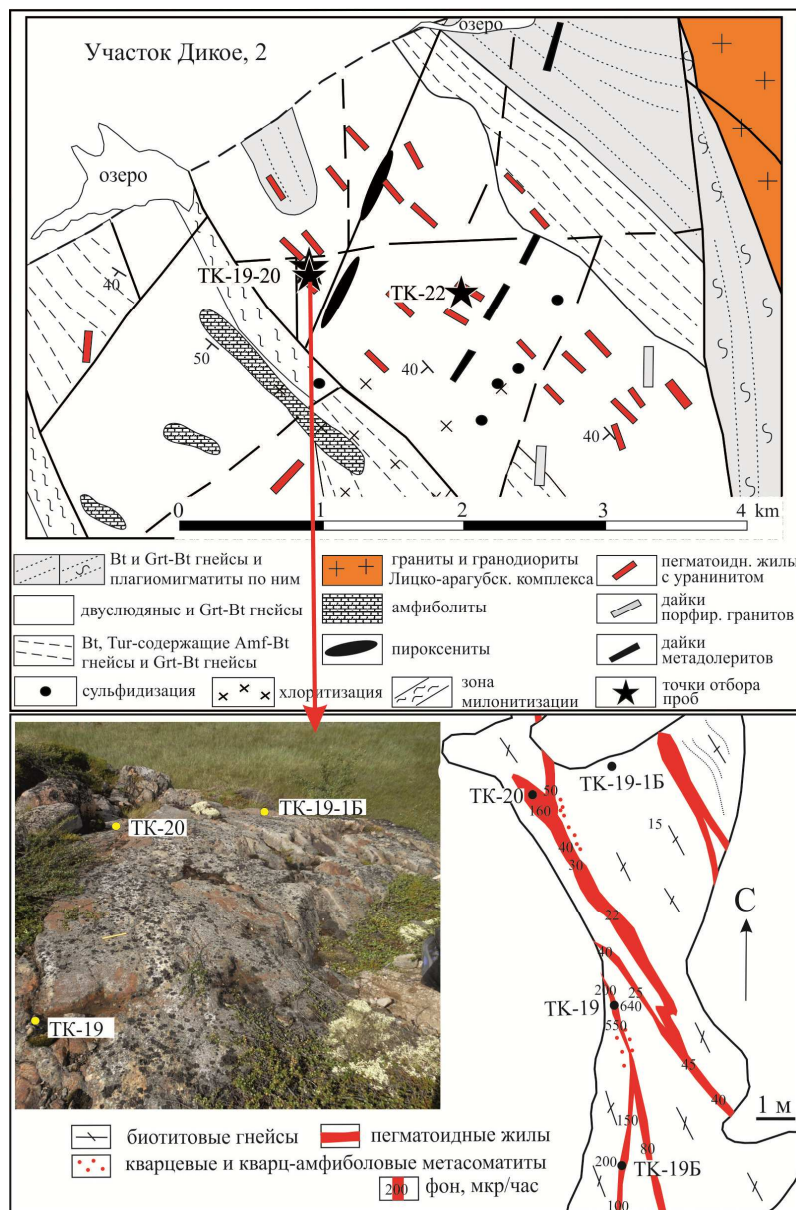 озеро
Участок Дикое, 2
озеро
ТК-19-20
ТК-22
40
50
40
40
0 1 2 3 4 км
Bt и Grt-Bt гнейсы и
плагиомигматиты по ним
граниты и гранодиориты
Лицко-арагубск. комплекса
пегматоидн. жилы
с уранинитом
двуслюдяные и Grt-Bt гнейсы
амфиболиты
дайки
порфир. гранитов
Bt, Tur-содержащие Amf-Bt
гнейсы и Grt-Bt гнейсы
пироксениты
дайки
метадолеритов
сульфидизация
хлоритизация
зона
милонитизации
точки отбора
проб
ТК-20
ТК-19-1Б
ТК-19
ТК-19-1Б
ТК-20
50
160
15
40
30
22
40
С
200
25
ТК-19
640
550
45
40
1 м
150
80
200
ТК-19Б
100
биотитовые гнейсы
пегматоидные жилы
кварцевые и кварц-амфиболовые метасоматиты
200 фон, мкр/час